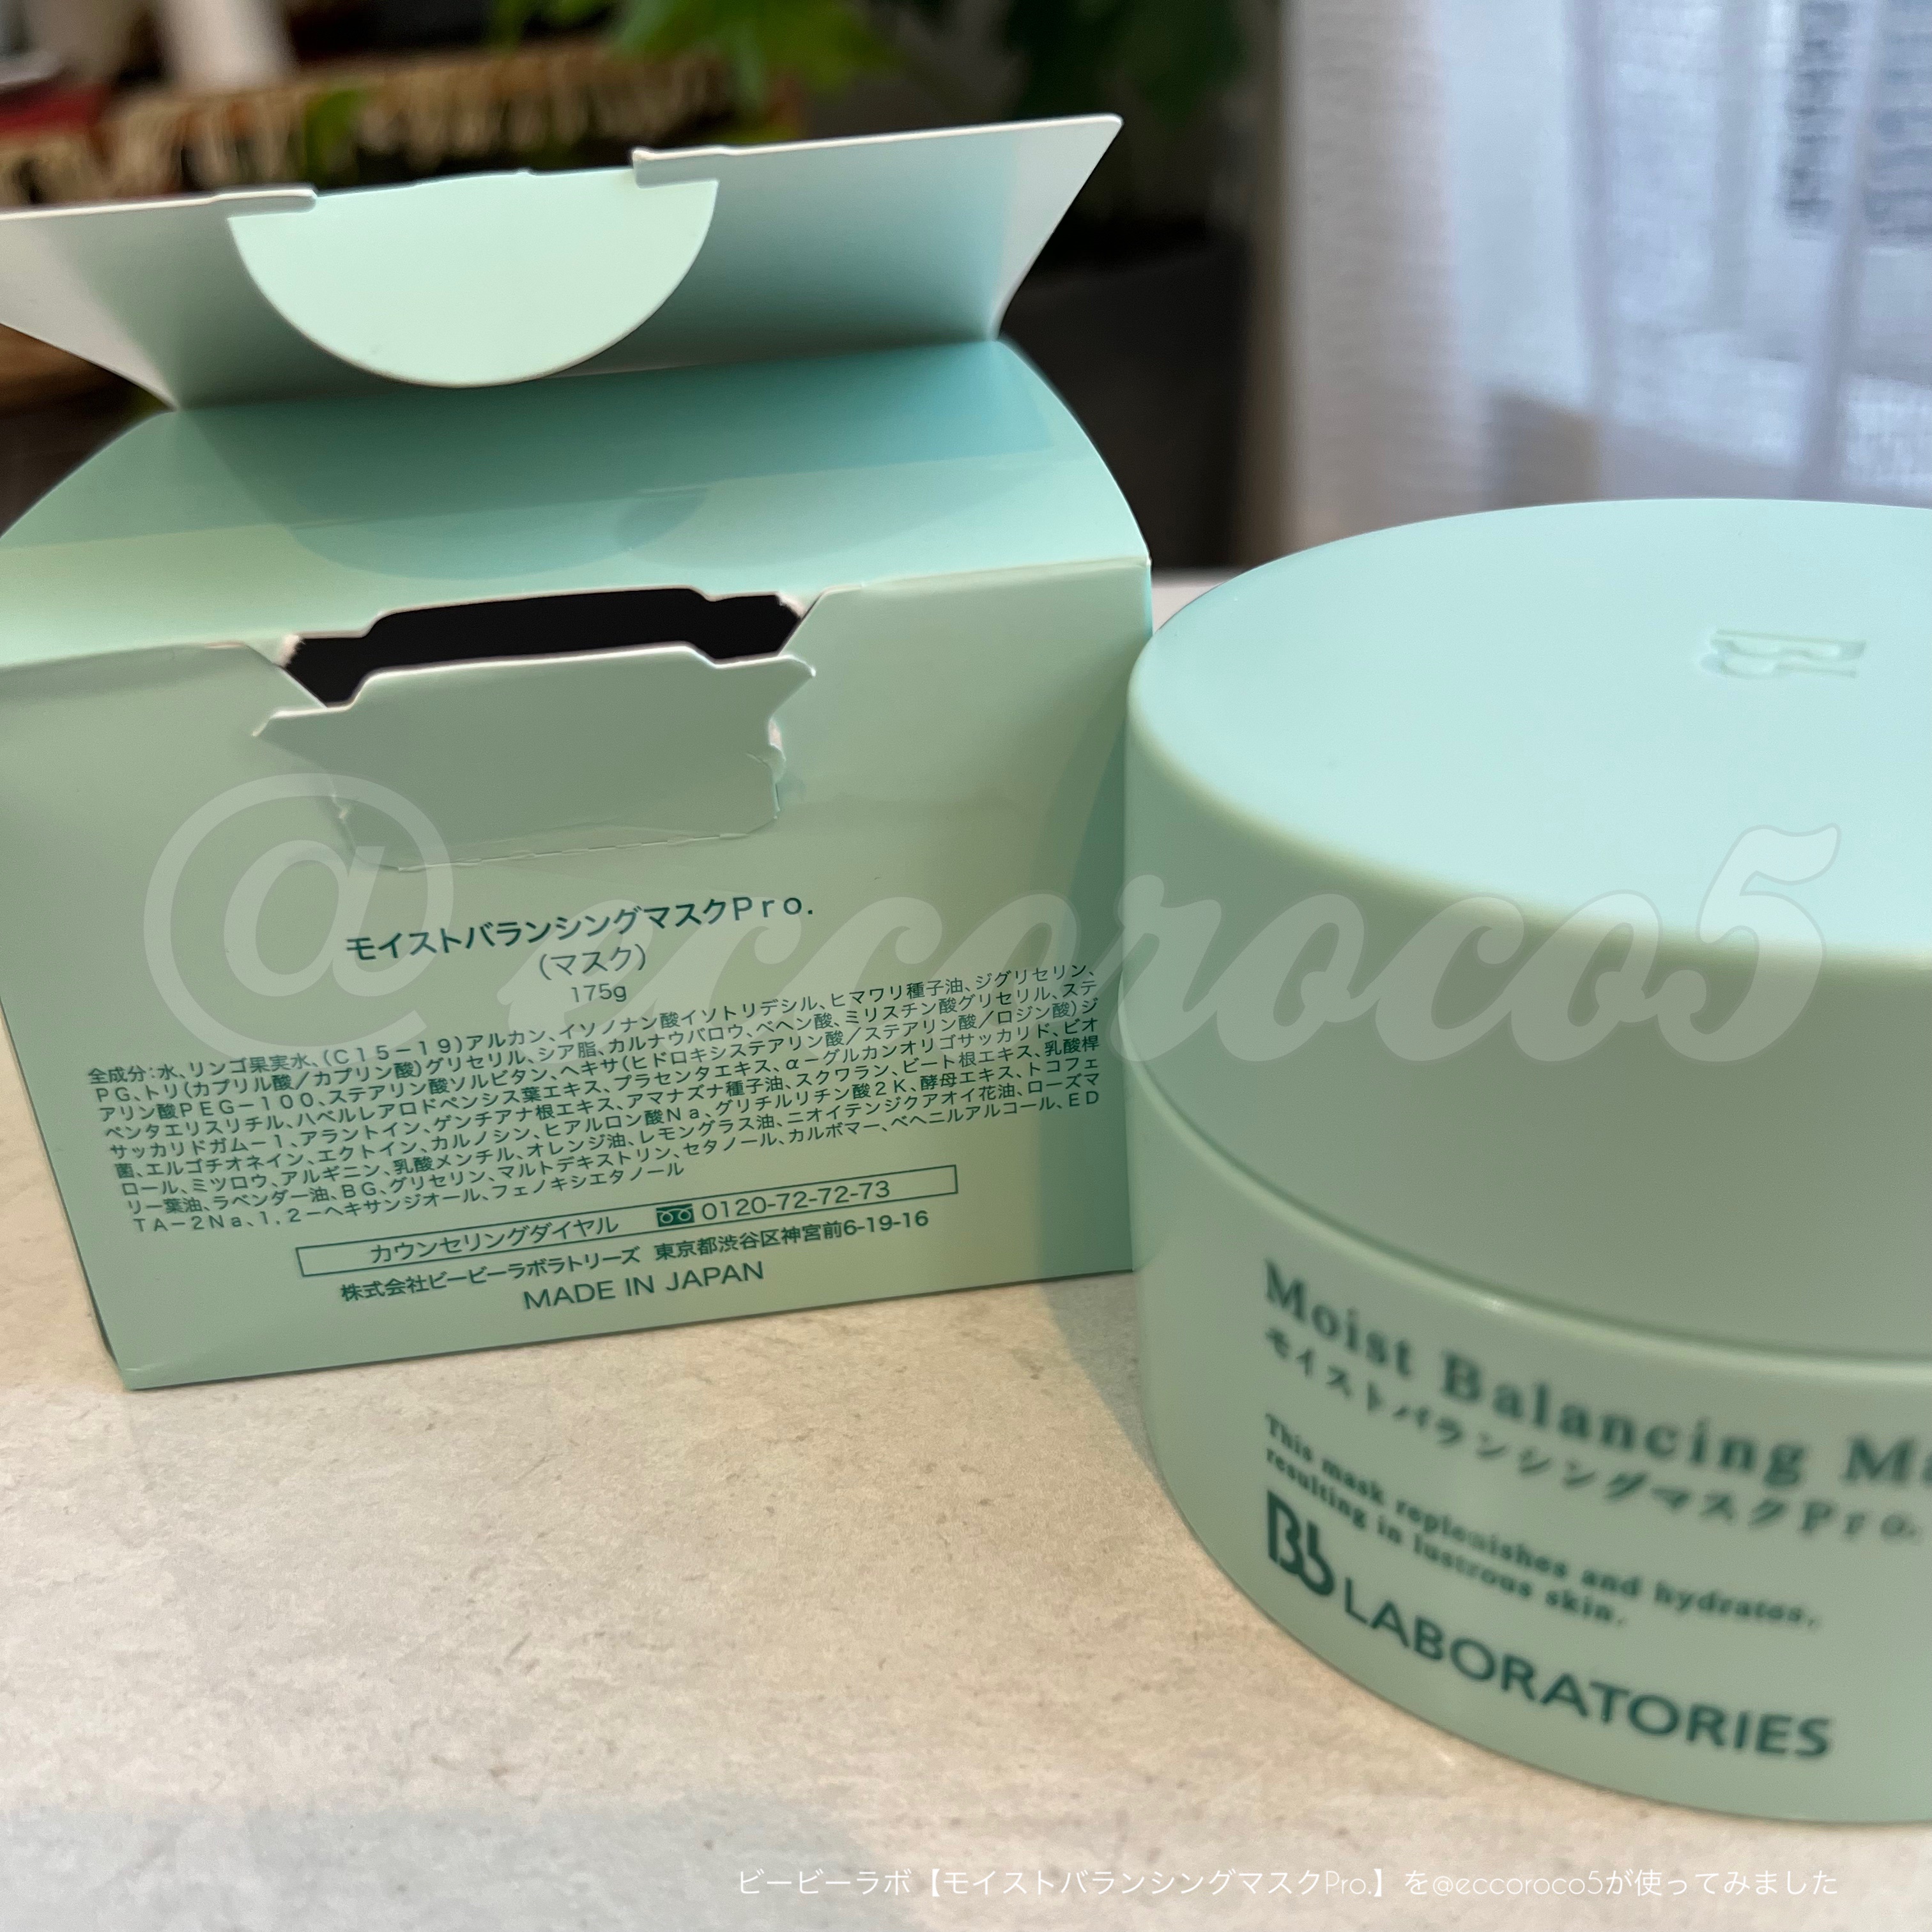 モイストバランシングマスクPro.
(マスク)
175g
全成分:水、リンゴ果実水、(C15-19)アルカン、イソノナン酸イソトリデシル、ヒマワリ種子油、ジグリセリン、
PG、トリ(カプリル酸/カプリン酸)グリセリル、シア脂、カルナウバロウ、ベヘン酸、ミリスチン酸グリセリル、ステ
アリン酸PEG-100、ステアリン酸ソルビタン、ヘキサ(ヒドロキシステアリン酸/ステアリン酸/ロジン酸)ジ
ペンタエリスリチル、ハベルレアロドペンシス葉エキス、プラセンタエキス、α-グルカンオリゴサッカリド、ビオ
サッカリドガム-1、アラントイン、ゲンチアナ根エキス、アマナズナ種子油、スクワラン、ビート根エキス、乳酸桿
菌、エルゴチオネイン、エクトイン、カルノシン、ヒアルロン酸Na、グリチルリチン酸2K、酵母エキス、トコフェ
ロール、ミツロウ、アルギニン、乳酸メンチル、オレンジ油、レモングラス油、ニオイテンジクアオイ花油、ローズマ
リー葉油、ラベンダー油、BG、グリセリン、マルトデキストリン、セタノール、カルボマー、ベヘニルアルコール、ED
TA-2Na、1,2-ヘキサンジオール、フェノキシエタノール
カウンセリングダイヤル 0120-72-72-73
株式会社ビービーラボラトリーズ 東京都渋谷区神宮前6-19-16
MADE IN JAPAN
Bb
Moist Balancing Ma
モイストバランシングマスクPro.
This mask replenishes and hydrates,
resulting in lustrous skin.
Bb LABORATORIES
@eccoroco5
ビービーラボ【モイストバランシングマスクPro.】を@eccoroco5が使ってみました